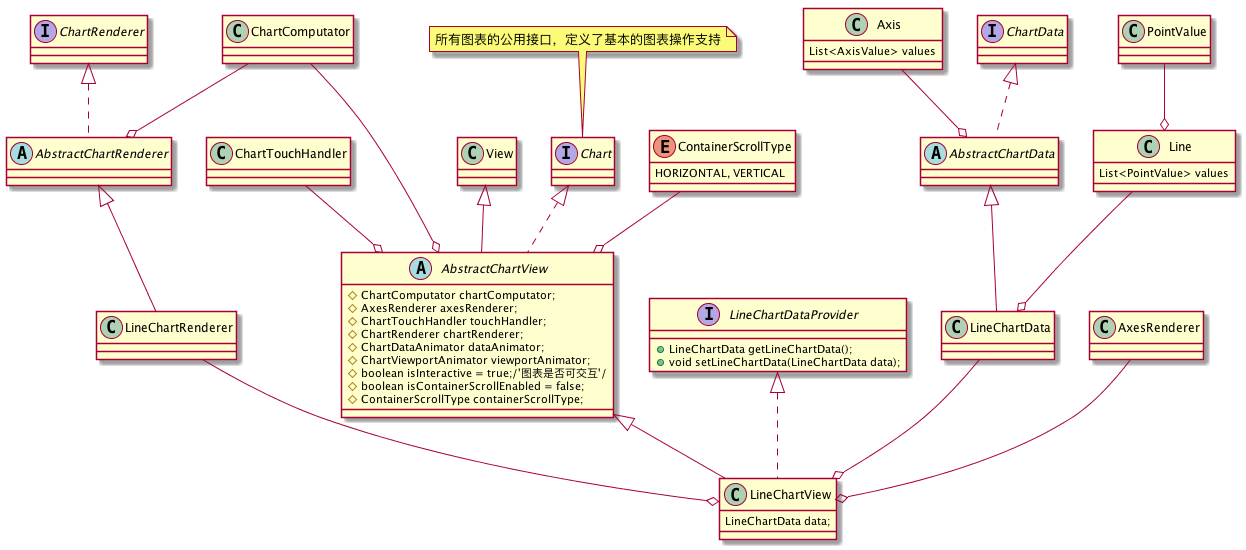 I ChartRenderer
C ChartComputator
所有图表的公用接口，定义了基本的图表操作支持
C Axis
List<AxisValue> values
I ChartData
C PointValue
A AbstractChartRenderer
C ChartTouchHandler
C View
I Chart
E ContainerScrollType
HORIZONTAL, VERTICAL
A AbstractChartData
C Line
List<PointValue> values
A AbstractChartView
ChartComputator chartComputator;
AxesRenderer axesRenderer;
ChartTouchHandler touchHandler;
ChartRenderer chartRenderer;
ChartDataAnimator dataAnimator;
ChartViewportAnimator viewportAnimator;
boolean isInteractive = true;/'图表是否可交互'/
boolean isContainerScrollEnabled = false;
ContainerScrollType containerScrollType;
C LineChartRenderer
I LineChartDataProvider
LineChartData getLineChartData();
void setLineChartData(LineChartData data);
C LineChartData
C AxesRenderer
C LineChartView
LineChartData data;